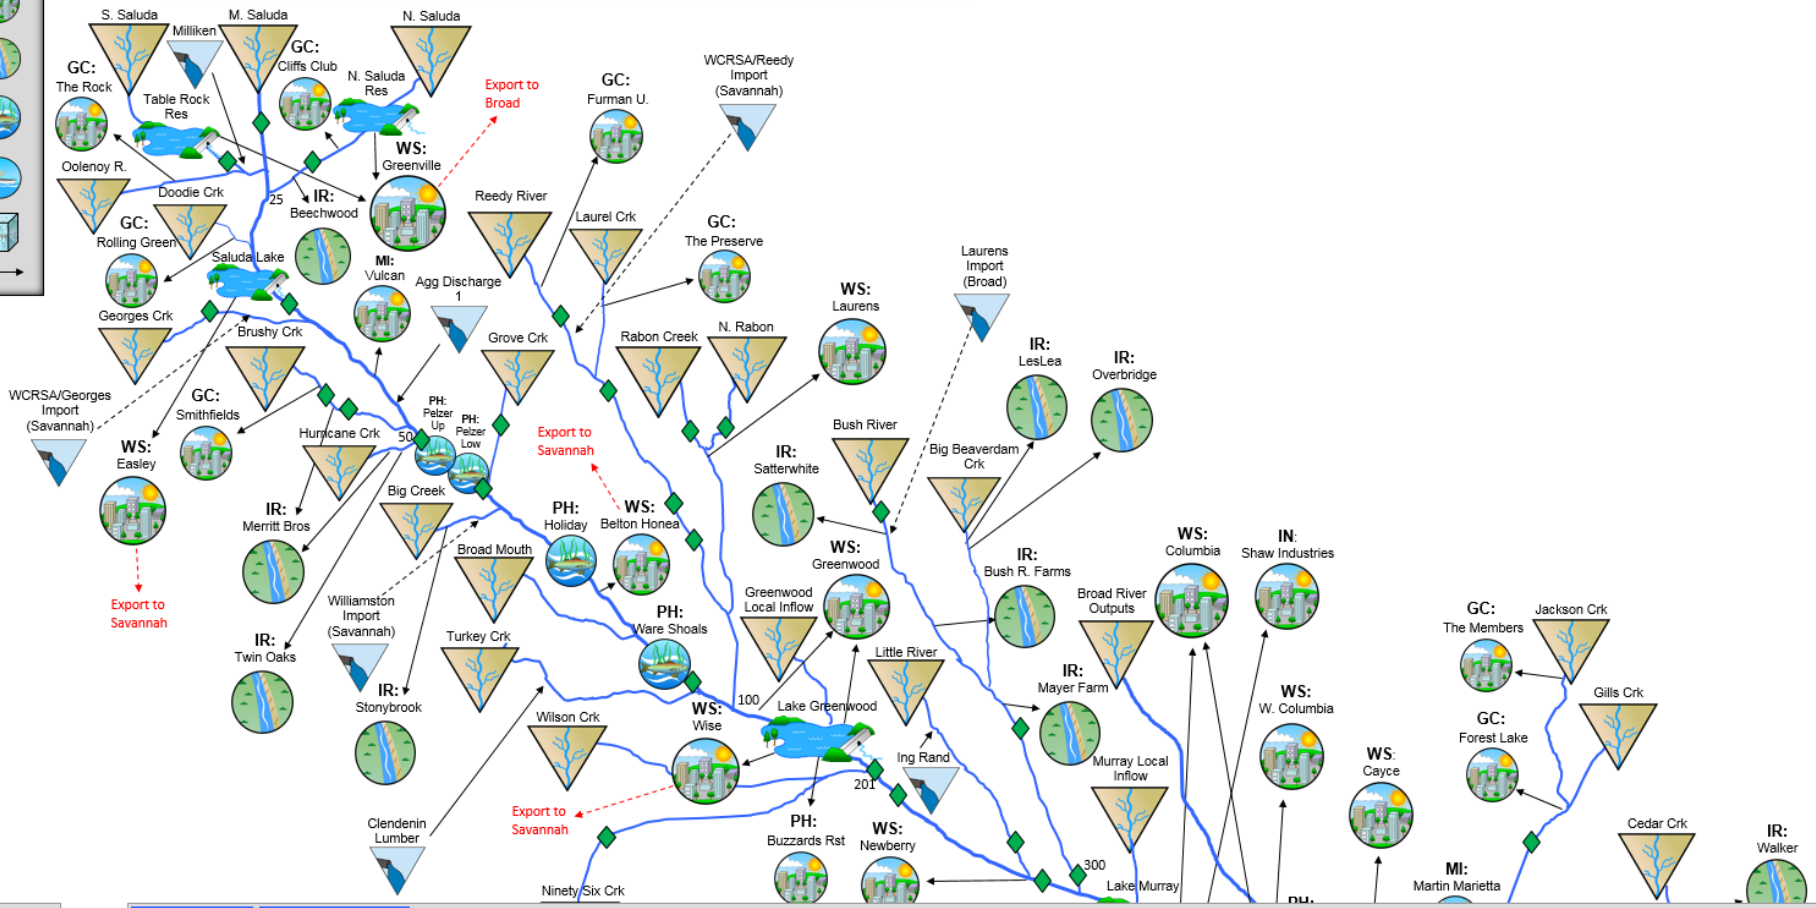 S. Saluda
M. Saluda
N. Saluda
Milliken
GC:
Cliffs Club
GC:
The Rock
N. Saluda
Res
Table Rock
Res
Export to
Broad
WCRSA/Reedy
Import
(Savannah)
GC:
Furman U.
WS:
Greenville
Oolenoy R.
Doodie Crk
25
IR:
Beechwood
Reedy River
Laurel Crk
GC:
The Preserve
GC:
Rolling Green
Saluda Lake
MI:
Vulcan
Agg Discharge
1
Laurens
Import
(Broad)
WS:
Laurens
Georges Crk
Brushy Crk
Grove Crk
Rabon Creek
N. Rabon
IR:
LesLea
IR:
Overbridge
WCRSA/Georges
Import
(Savannah)
GC:
Smithfields
PH:
Pelzer
Up
PH:
Pelzer
Low
Hurricane Crk
50
Export to
Savannah
Bush River
WS:
Easley
IR:
Satterwhite
Big Beaverdam
Crk
Big Creek
IR:
Merritt Bros
PH:
Holiday
WS:
Belton Honea
WS:
Columbia
IN:
Shaw Industries
Broad Mouth
WS:
Greenwood
IR:
Bush R. Farms
Export to
Savannah
Williamston
Import
(Savannah)
Greenwood
Local Inflow
Broad River
Outputs
GC:
The Members
Jackson Crk
PH:
Ware Shoals
Turkey Crk
IR:
Twin Oaks
Little River
IR:
Mayer Farm
IR:
Stonybrook
100
Lake Greenwood
WS:
W. Columbia
Gills Crk
WS:
Wise
Wilson Crk
GC:
Forest Lake
Ing Rand
Murray Local
Inflow
WS:
Cayce
201
Export to
Savannah
Clendenin
Lumber
PH:
Buzzards Rst
WS:
Newberry
Cedar Crk
IR:
Walker
300
Ninety Six Crk
Lake Murray
MI:
Martin Marietta
PH: